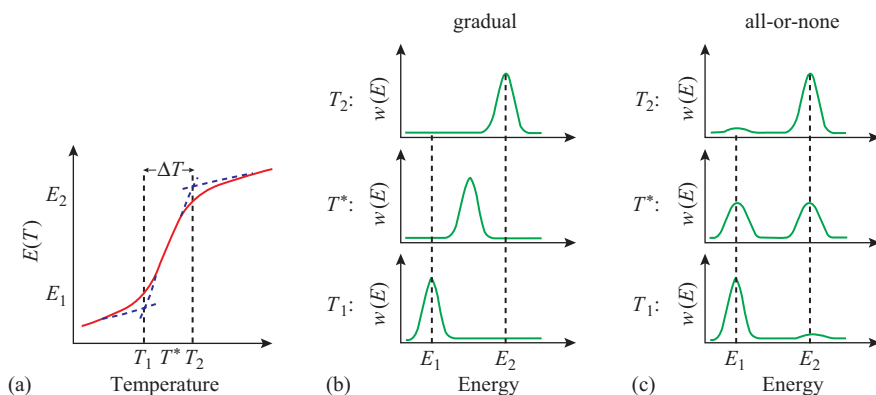 gradual
all-or-none
T₂: w(E)
T₂: w(E)
ΔT
E₂
E(T)
E₁
T*: w(E)
T*: w(E)
T₁: w(E)
T₁: w(E)
T₁ T* T₂
E₁ E₂
E₁ E₂
(a) Temperature
(b) Energy
(c) Energy